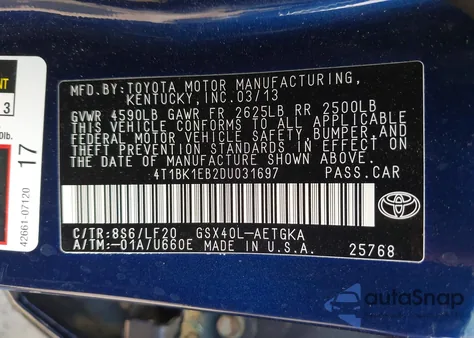 MFD.BY: TOYOTA MOTOR MANUFACTURING,
KENTUCKY, INC. 03/13
GVWR 4590LB GAWR FR 2625LB RR 2500LB
THIS VEHICLE CONFORMS TO ALL APPLICABLE
FEDERAL MOTOR VEHICLE SAFETY, BUMPER, AND
THEFT PREVENTION STANDARDS IN EFFECT ON
THE DATE OF MANUFACTURE SHOWN ABOVE.
4T1BK1EB2DU031697 PASS.CAR
TOYOTA
C/TR: 8S6/LF20 GSX40L-AETGKA
A/TM: -01A/U660E MADE IN U.S.A. 25768
3
0lb.
17
42661-07120
autoSnap